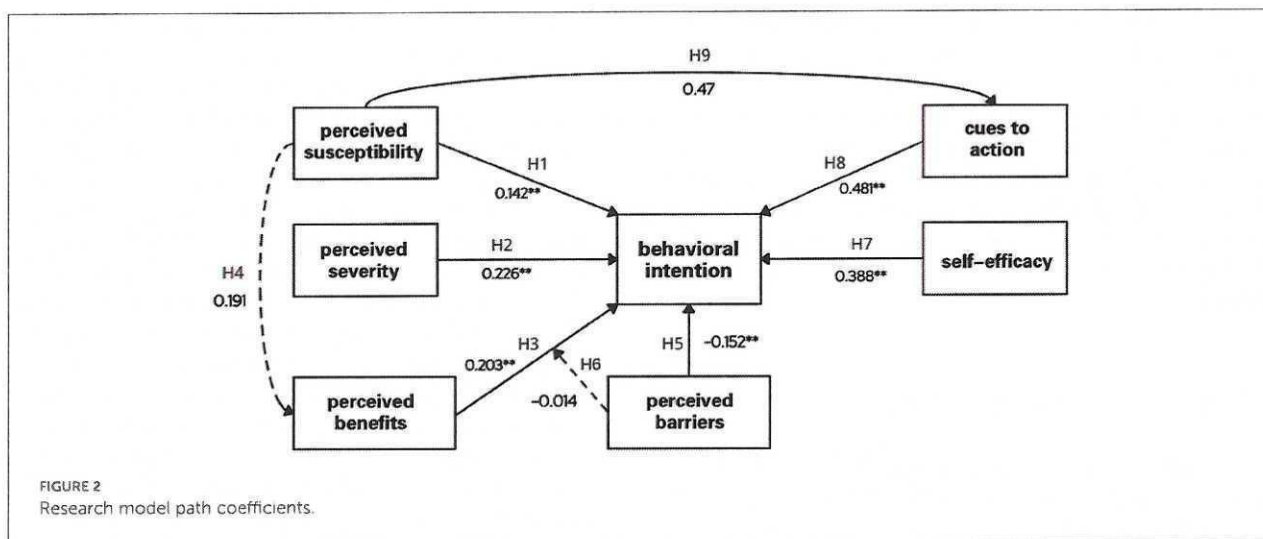 H9
0.47
perceived
susceptibility
cues to
action
H1
0.142**
H8
0.481**
perceived
severity
H2
0.226**
behavioral
intention
H7
0.388**
self-efficacy
H4
0.191
H3
0.203**
H6
-0.014
H5
-0.152**
perceived
benefits
perceived
barriers
FIGURE 2
Research model path coefficients.